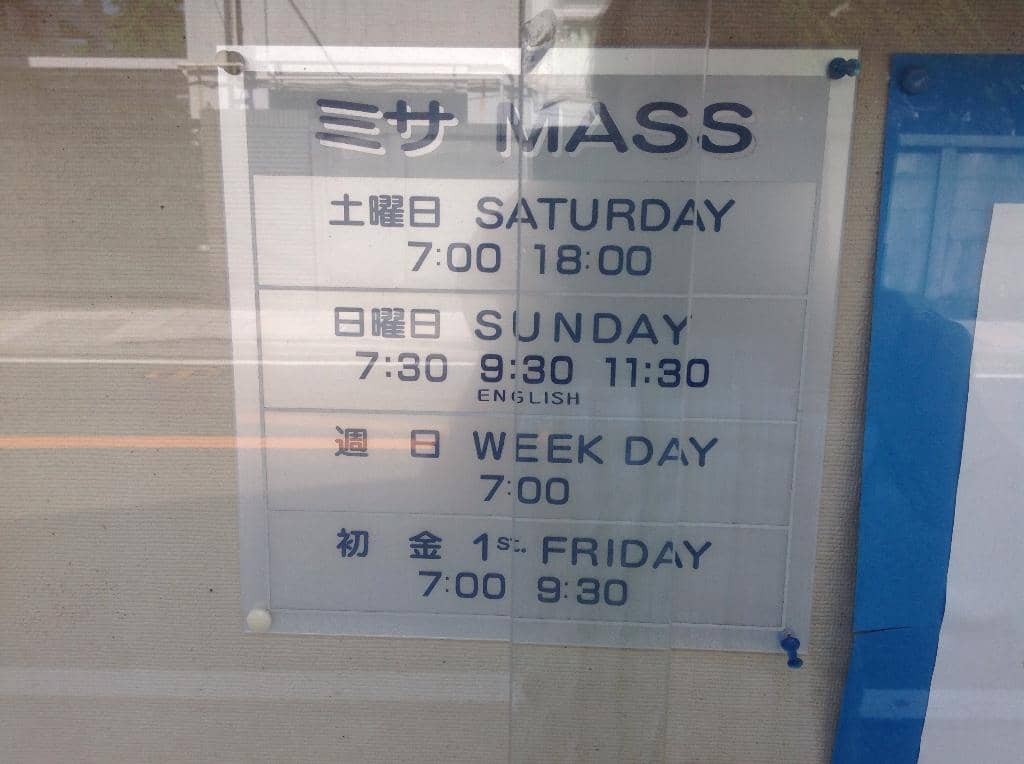 ミサ MASS
土曜日 SATURDAY
7:00 18:00
日曜日 SUNDAY
7:30 9:30 11:30
ENGLISH
週 日 WEEK DAY
7:00
初 金 1st. FRIDAY
7:00 9:30